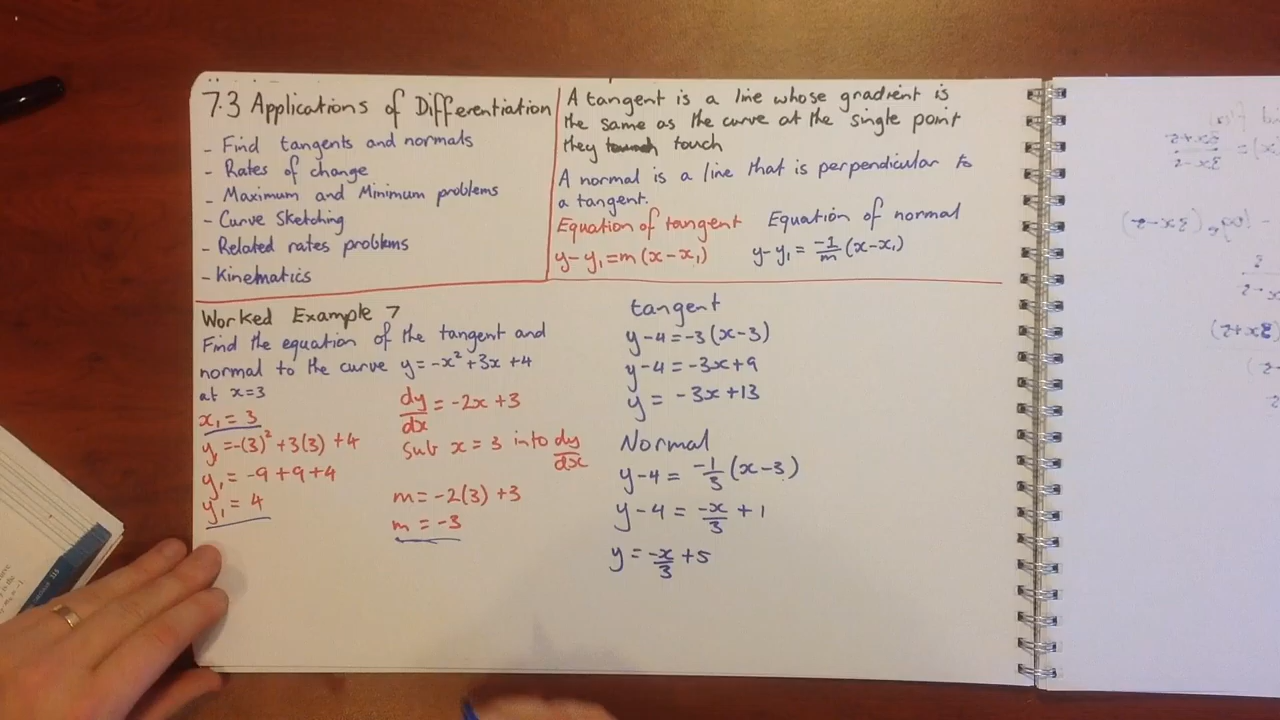 7.3 Applications of Differentiation
- Find tangents and normals
- Rates of change
- Maximum and Minimum problems
- Curve Sketching
- Related rates problems
- Kinematics
A tangent is a line whose gradient is
the same as the curve at the single point
they touch
A normal is a line that is perpendicular to
a tangent.
Equation of tangent
y-y₁=m(x-x₁)
Equation of normal
y-y₁= -1/m (x-x₁)
Worked Example 7
Find the equation of the tangent and
normal to the curve y=-x²+3x+4
at x=3
x₁=3
y₁=-(3)²+3(3)+4
y₁=-9+9+4
y₁=4
dy/dx = -2x+3
Sub x=3 into dy/dx
m=-2(3)+3
m=-3
tangent
y-4=-3(x-3)
y-4=-3x+9
y=-3x+13
Normal
y-4= -1/3 (x-3)
y-4= -x/3 +1
y= -x/3 +5